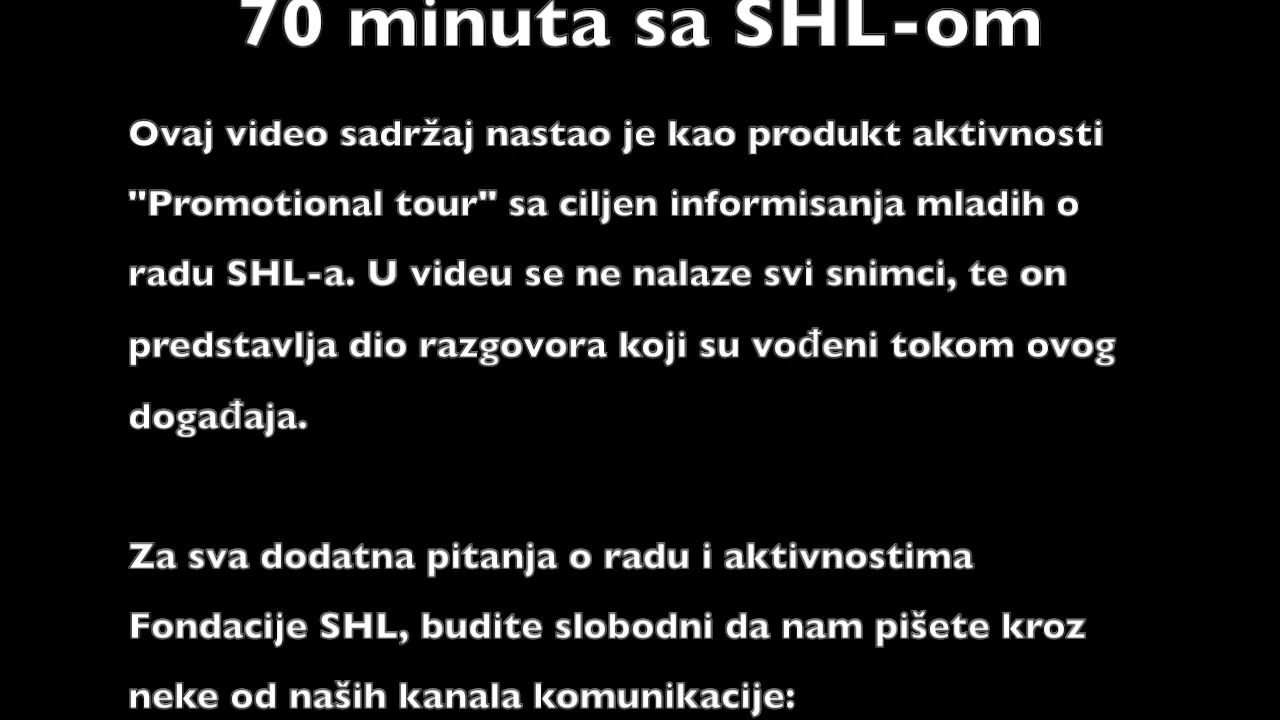 70 minuta sa SHL-om
Ovaj video sadržaj nastao je kao produkt aktivnosti
"Promotional tour" sa ciljen informisanja mladih o
radu SHL-a. U videu se ne nalaze svi snimci, te on
predstavlja dio razgovora koji su vođeni tokom ovog
događaja.
Za sva dodatna pitanja o radu i aktivnostima
Fondacije SHL, budite slobodni da nam pišete kroz
neke od naših kanala komunikacije: